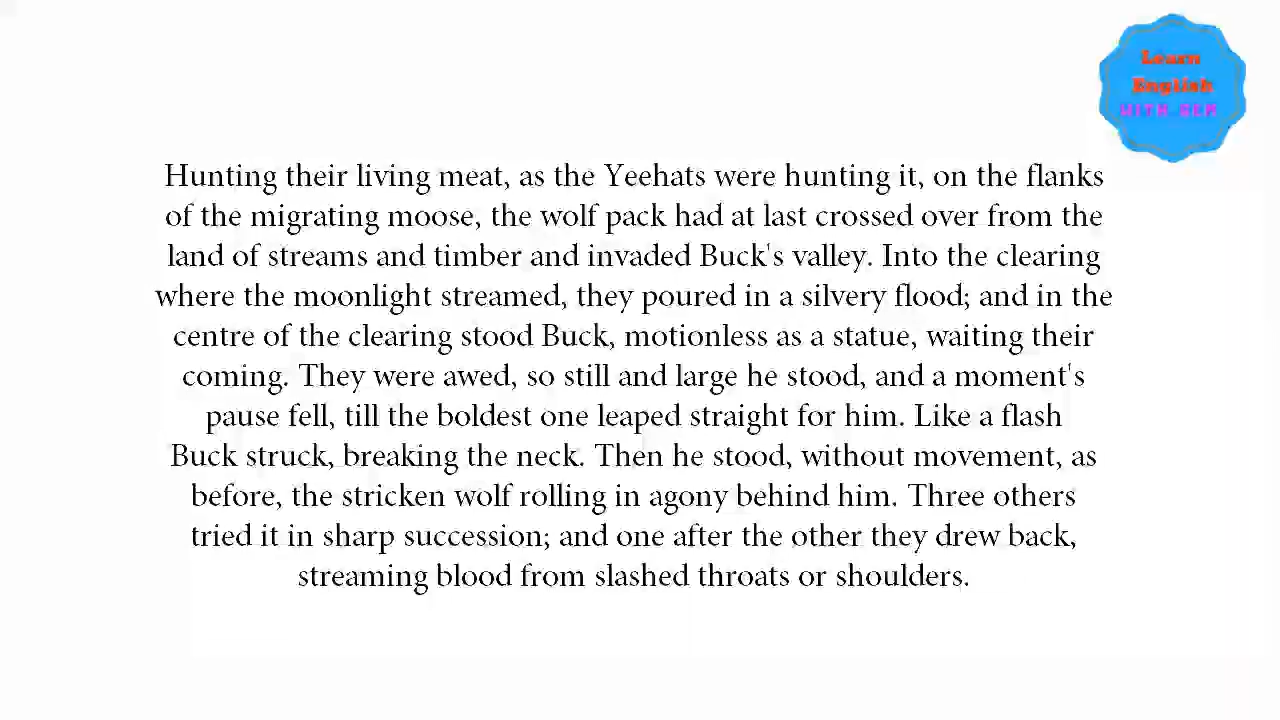 Learn
English
WITH GEM
Hunting their living meat, as the Yeehats were hunting it, on the flanks
of the migrating moose, the wolf pack had at last crossed over from the
land of streams and timber and invaded Buck's valley. Into the clearing
where the moonlight streamed, they poured in a silvery flood; and in the
centre of the clearing stood Buck, motionless as a statue, waiting their
coming. They were awed, so still and large he stood, and a moment's
pause fell, till the boldest one leaped straight for him. Like a flash
Buck struck, breaking the neck. Then he stood, without movement, as
before, the stricken wolf rolling in agony behind him. Three others
tried it in sharp succession; and one after the other they drew back,
streaming blood from slashed throats or shoulders.